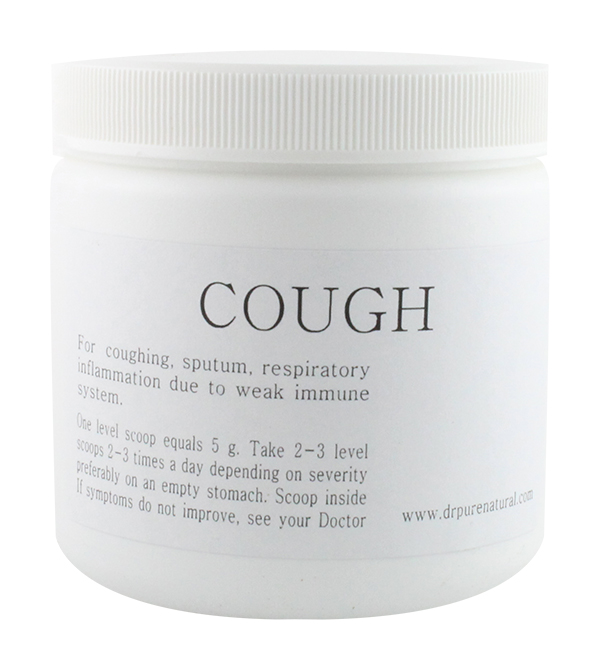 COUGH
For coughing, sputum, respiratory
inflammation due to weak immune
system.
One level scoop equals 5 g. Take 2-3 level
scoops 2-3 times a day depending on severity
preferably on an empty stomach. Scoop inside
If symptoms do not improve, see your Doctor
www.drpurenatural.com